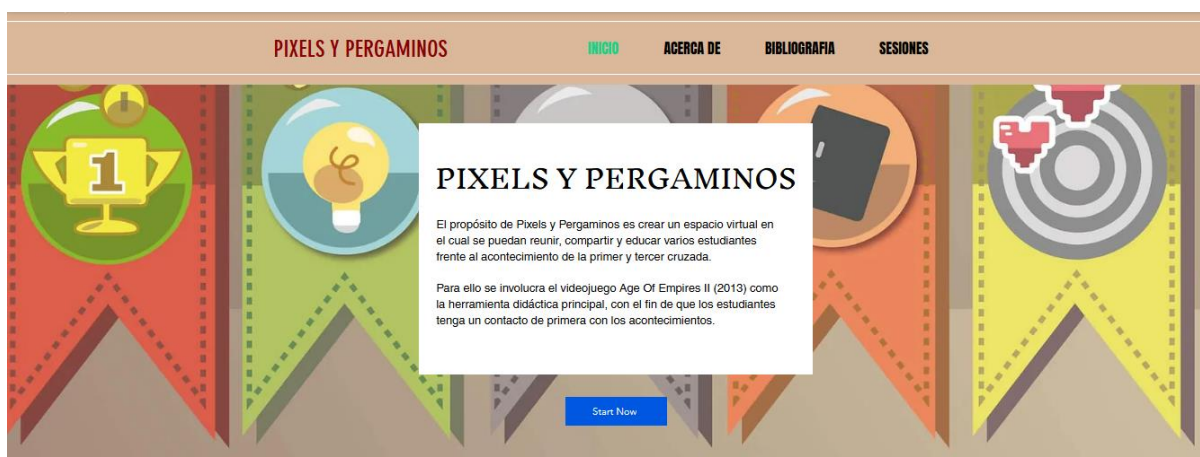 PIXELS Y PERGAMINOS
INICIO ACERCA DE BIBLIOGRAFIA SESIONES
1
PIXELS Y PERGAMINOS
El propósito de Pixels y Pergaminos es crear un espacio virtual en
el cual se puedan reunir, compartir y educar varios estudiantes
frente al acontecimiento de la primer y tercer cruzada.
Para ello se involucra el videojuego Age Of Empires II (2013) como
la herramienta didáctica principal, con el fin de que los estudiantes
tenga un contacto de primera con los acontecimientos.
Start Now